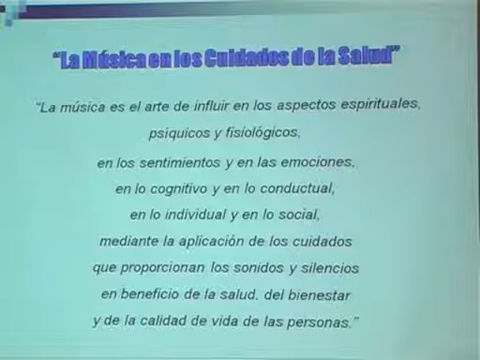 “La Música en los Cuidados de la Salud”
“La música es el arte de influir en los aspectos espirituales,
psíquicos y fisiológicos,
en los sentimientos y en las emociones,
en lo cognitivo y en lo conductual,
en lo individual y en lo social,
mediante la aplicación de los cuidados
que proporcionan los sonidos y silencios
en beneficio de la salud, del bienestar
y de la calidad de vida de las personas.”